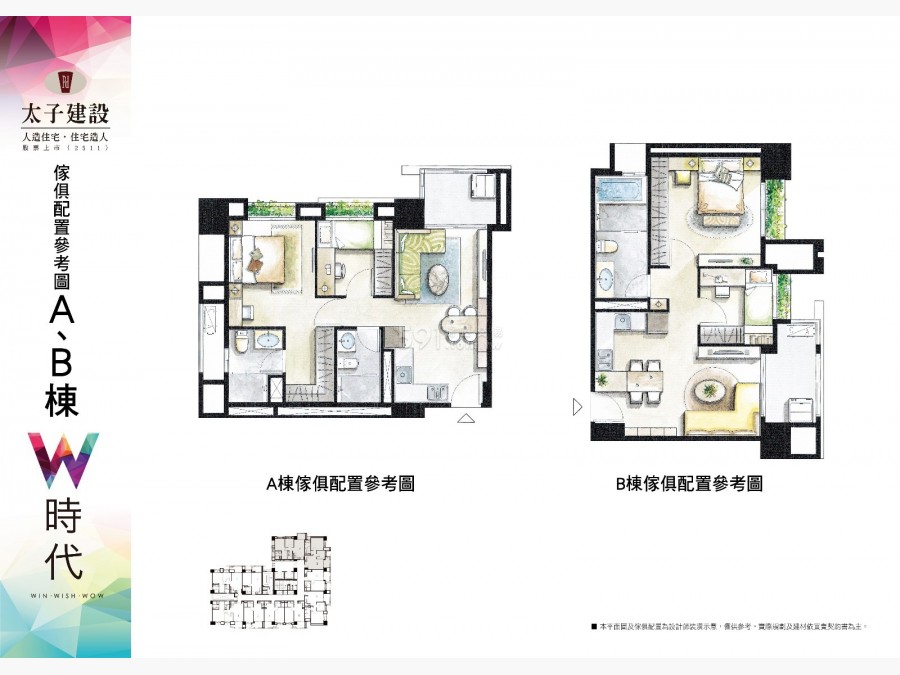 太子建設
人造住宅・住宅造人
股票上市（2511）
傢俱配置參考圖
A、B棟
W
時代
WIN・WISH・WOW
591
A棟傢俱配置參考圖
B棟傢俱配置參考圖
■ 本平面圖及傢俱配置為設計師裝潢示意，僅供參考。實際規劃及建材依買賣契約書為主。